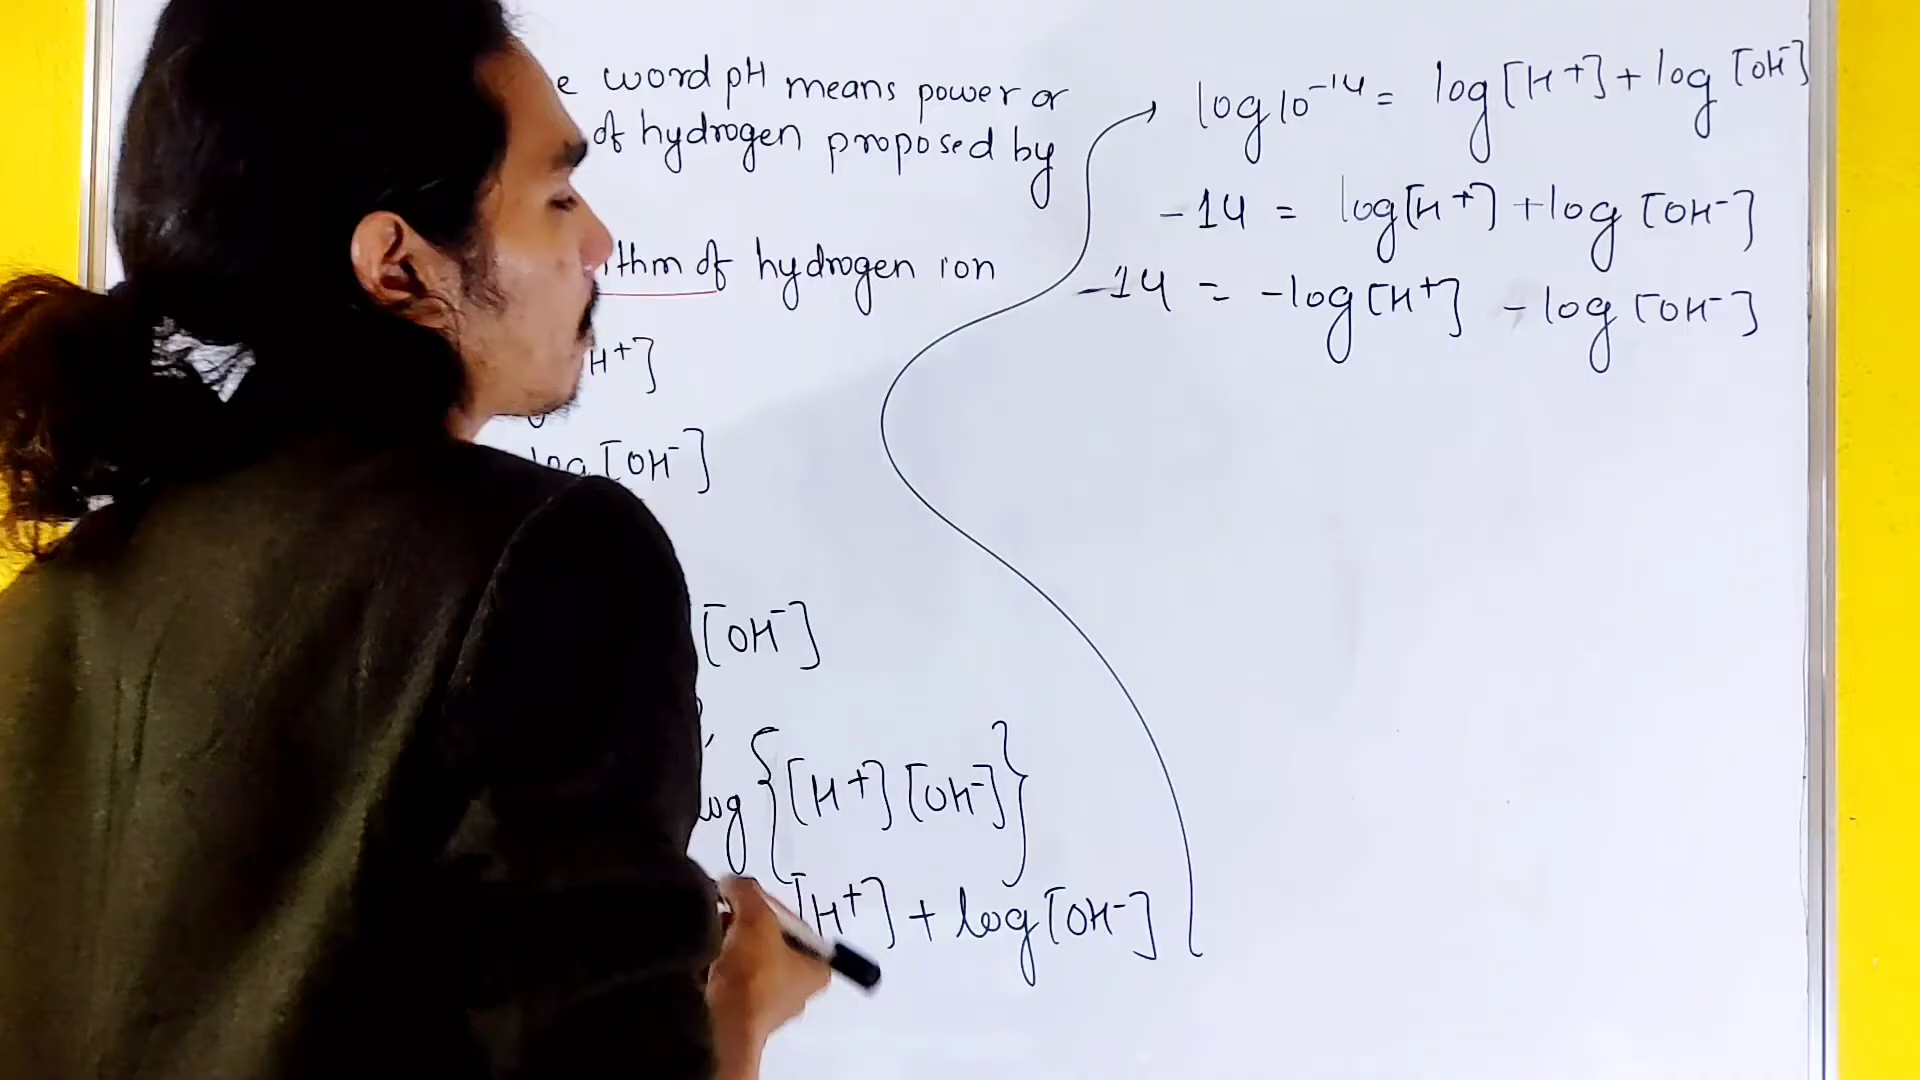 e word pH means power or
of hydrogen proposed by
ithm of hydrogen ion
H+]
log [OH-]
[OH-]
log {[H+][OH-]}
[H+] + log [OH-]
log 10^-14 = log [H+] + log [OH-]
-14 = log [H+] + log [OH-]
-14 = -log [H+] - log [OH-]